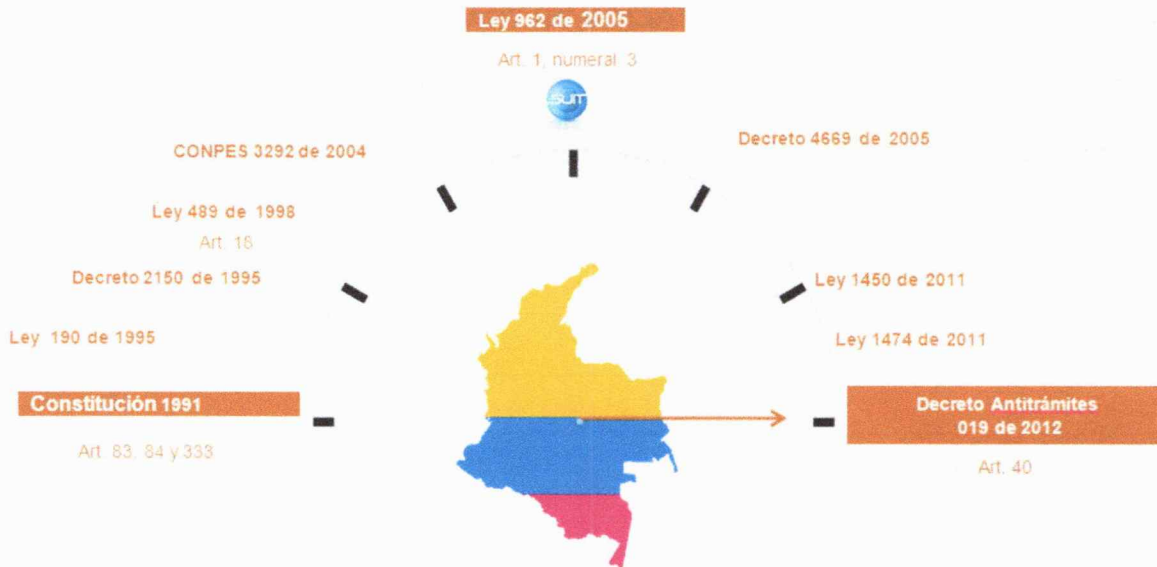 Ley 962 de 2005
Art. 1, numeral 3
suit
CONPES 3292 de 2004
Decreto 4669 de 2005
Ley 489 de 1998
Art. 18
Decreto 2150 de 1995
Ley 1450 de 2011
Ley 190 de 1995
Ley 1474 de 2011
Constitución 1991
Art. 83, 84 y 333
Decreto Antitrámites
019 de 2012
Art. 40